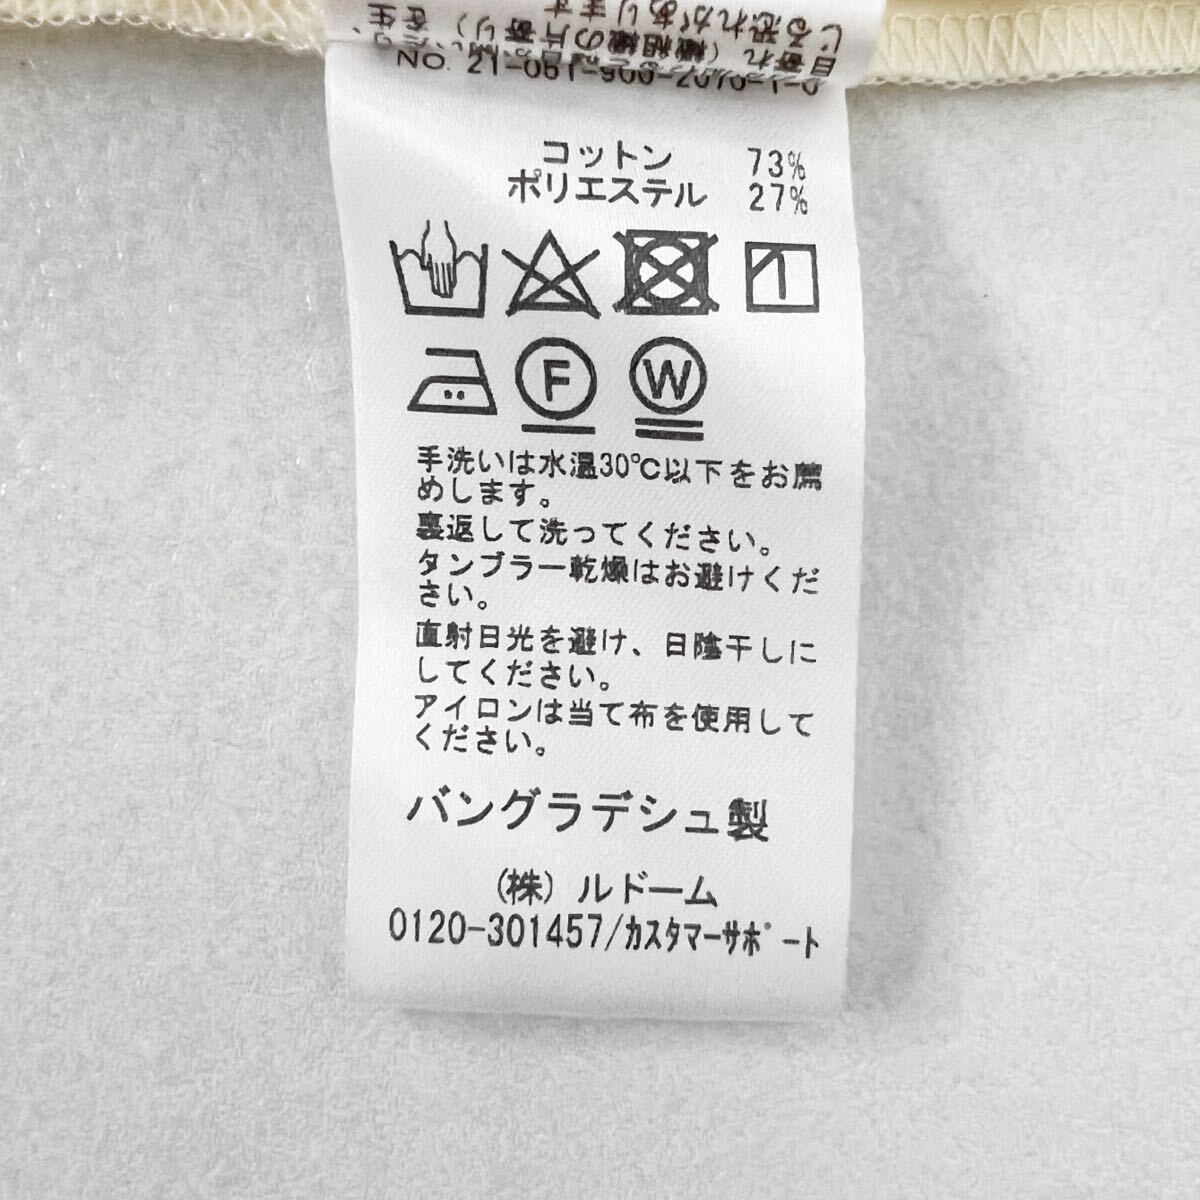 コットン 73%
ポリエステル 27%
F W
手洗いは水温30℃以下をお薦
めします。
裏返して洗ってください。
タンブラー乾燥はお避けくだ
さい。
直射日光を避け、日陰干しに
してください。
アイロンは当て布を使用して
ください。
バングラデシュ製
(株)ルドーム
0120-301457/カスタマーサポート